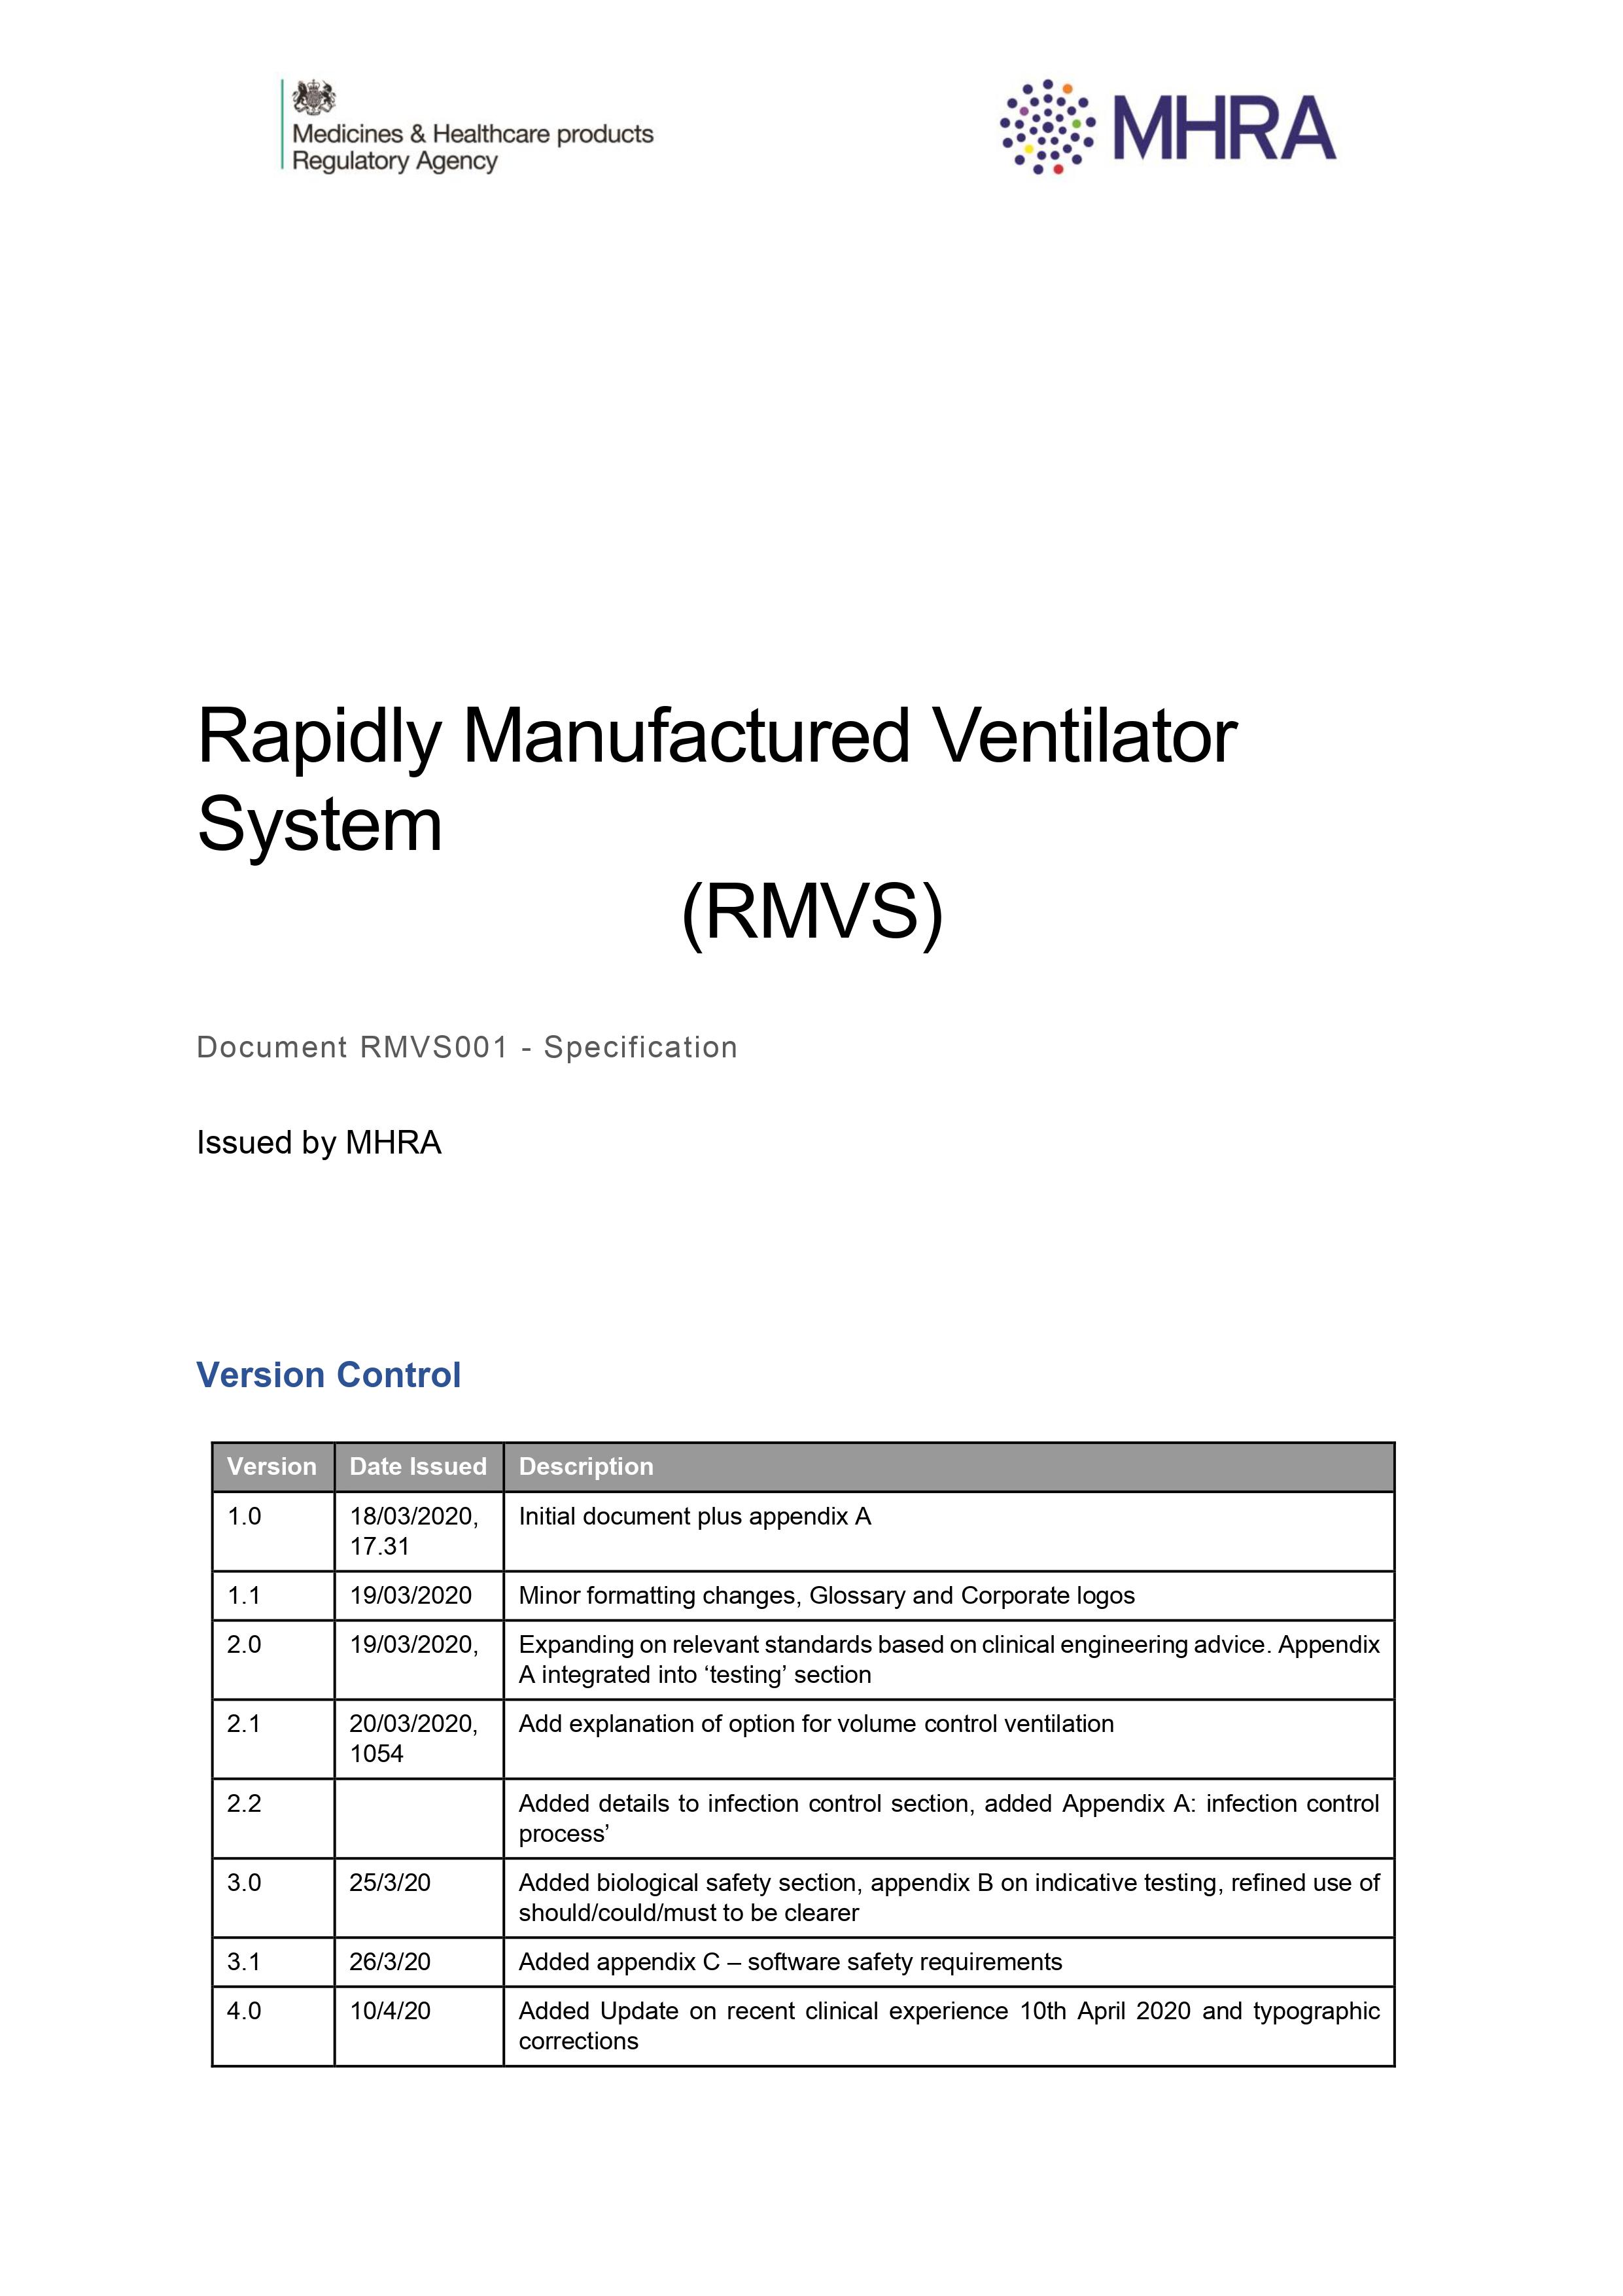 Medicines & Healthcare products
Regulatory Agency
MHRA
Rapidly Manufactured Ventilator
System
(RMVS)
Document RMVS001 - Specification
Issued by MHRA
Version Control
Version Date Issued Description
1.0 18/03/2020, Initial document plus appendix A
17.31
1.1 19/03/2020 Minor formatting changes, Glossary and Corporate logos
2.0 19/03/2020, Expanding on relevant standards based on clinical engineering advice. Appendix
A integrated into ‘testing’ section
2.1 20/03/2020, Add explanation of option for volume control ventilation
1054
2.2 Added details to infection control section, added Appendix A: infection control
process’
3.0 25/3/20 Added biological safety section, appendix B on indicative testing, refined use of
should/could/must to be clearer
3.1 26/3/20 Added appendix C – software safety requirements
4.0 10/4/20 Added Update on recent clinical experience 10th April 2020 and typographic
corrections